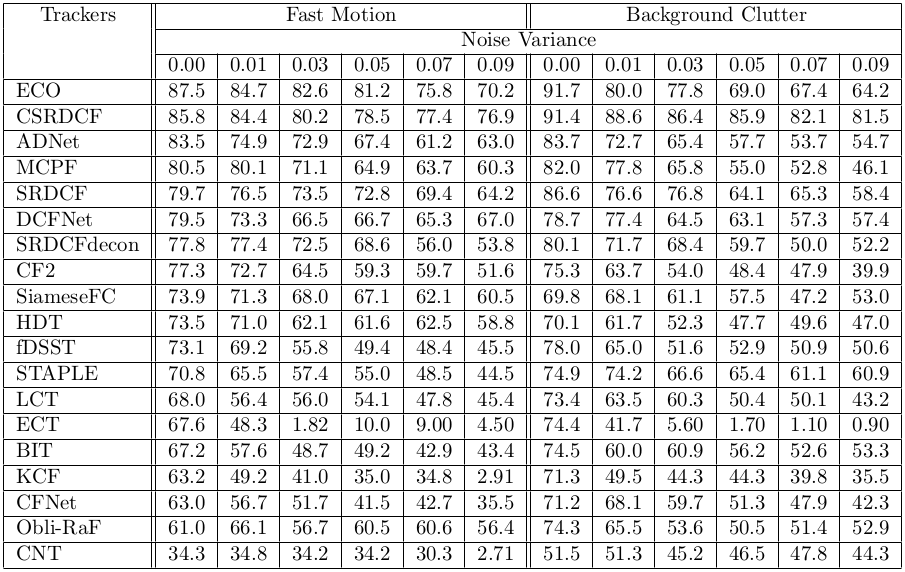 Trackers Fast Motion Background Clutter
Noise Variance
0.00 0.01 0.03 0.05 0.07 0.09 0.00 0.01 0.03 0.05 0.07 0.09
ECO 87.5 84.7 82.6 81.2 75.8 70.2 91.7 80.0 77.8 69.0 67.4 64.2
CSRDCF 85.8 84.4 80.2 78.5 77.4 76.9 91.4 88.6 86.4 85.9 82.1 81.5
ADNet 83.5 74.9 72.9 67.4 61.2 63.0 83.7 72.7 65.4 57.7 53.7 54.7
MCPF 80.5 80.1 71.1 64.9 63.7 60.3 82.0 77.8 65.8 55.0 52.8 46.1
SRDCF 79.7 76.5 73.5 72.8 69.4 64.2 86.6 76.6 76.8 64.1 65.3 58.4
DCFNet 79.5 73.3 66.5 66.7 65.3 67.0 78.7 77.4 64.5 63.1 57.3 57.4
SRDCFdecon 77.8 77.4 72.5 68.6 56.0 53.8 80.1 71.7 68.4 59.7 50.0 52.2
CF2 77.3 72.7 64.5 59.3 59.7 51.6 75.3 63.7 54.0 48.4 47.9 39.9
SiameseFC 73.9 71.3 68.0 67.1 62.1 60.5 69.8 68.1 61.1 57.5 47.2 53.0
HDT 73.5 71.0 62.1 61.6 62.5 58.8 70.1 61.7 52.3 47.7 49.6 47.0
fDSST 73.1 69.2 55.8 49.4 48.4 45.5 78.0 65.0 51.6 52.9 50.9 50.6
STAPLE 70.8 65.5 57.4 55.0 48.5 44.5 74.9 74.2 66.6 65.4 61.1 60.9
LCT 68.0 56.4 56.0 54.1 47.8 45.4 73.4 63.5 60.3 50.4 50.1 43.2
ECT 67.6 48.3 1.82 10.0 9.00 4.50 74.4 41.7 5.60 1.70 1.10 0.90
BIT 67.2 57.6 48.7 49.2 42.9 43.4 74.5 60.0 60.9 56.2 52.6 53.3
KCF 63.2 49.2 41.0 35.0 34.8 2.91 71.3 49.5 44.3 44.3 39.8 35.5
CFNet 63.0 56.7 51.7 41.5 42.7 35.5 71.2 68.1 59.7 51.3 47.9 42.3
Obli-RaF 61.0 66.1 56.7 60.5 60.6 56.4 74.3 65.5 53.6 50.5 51.4 52.9
CNT 34.3 34.8 34.2 34.2 30.3 2.71 51.5 51.3 45.2 46.5 47.8 44.3